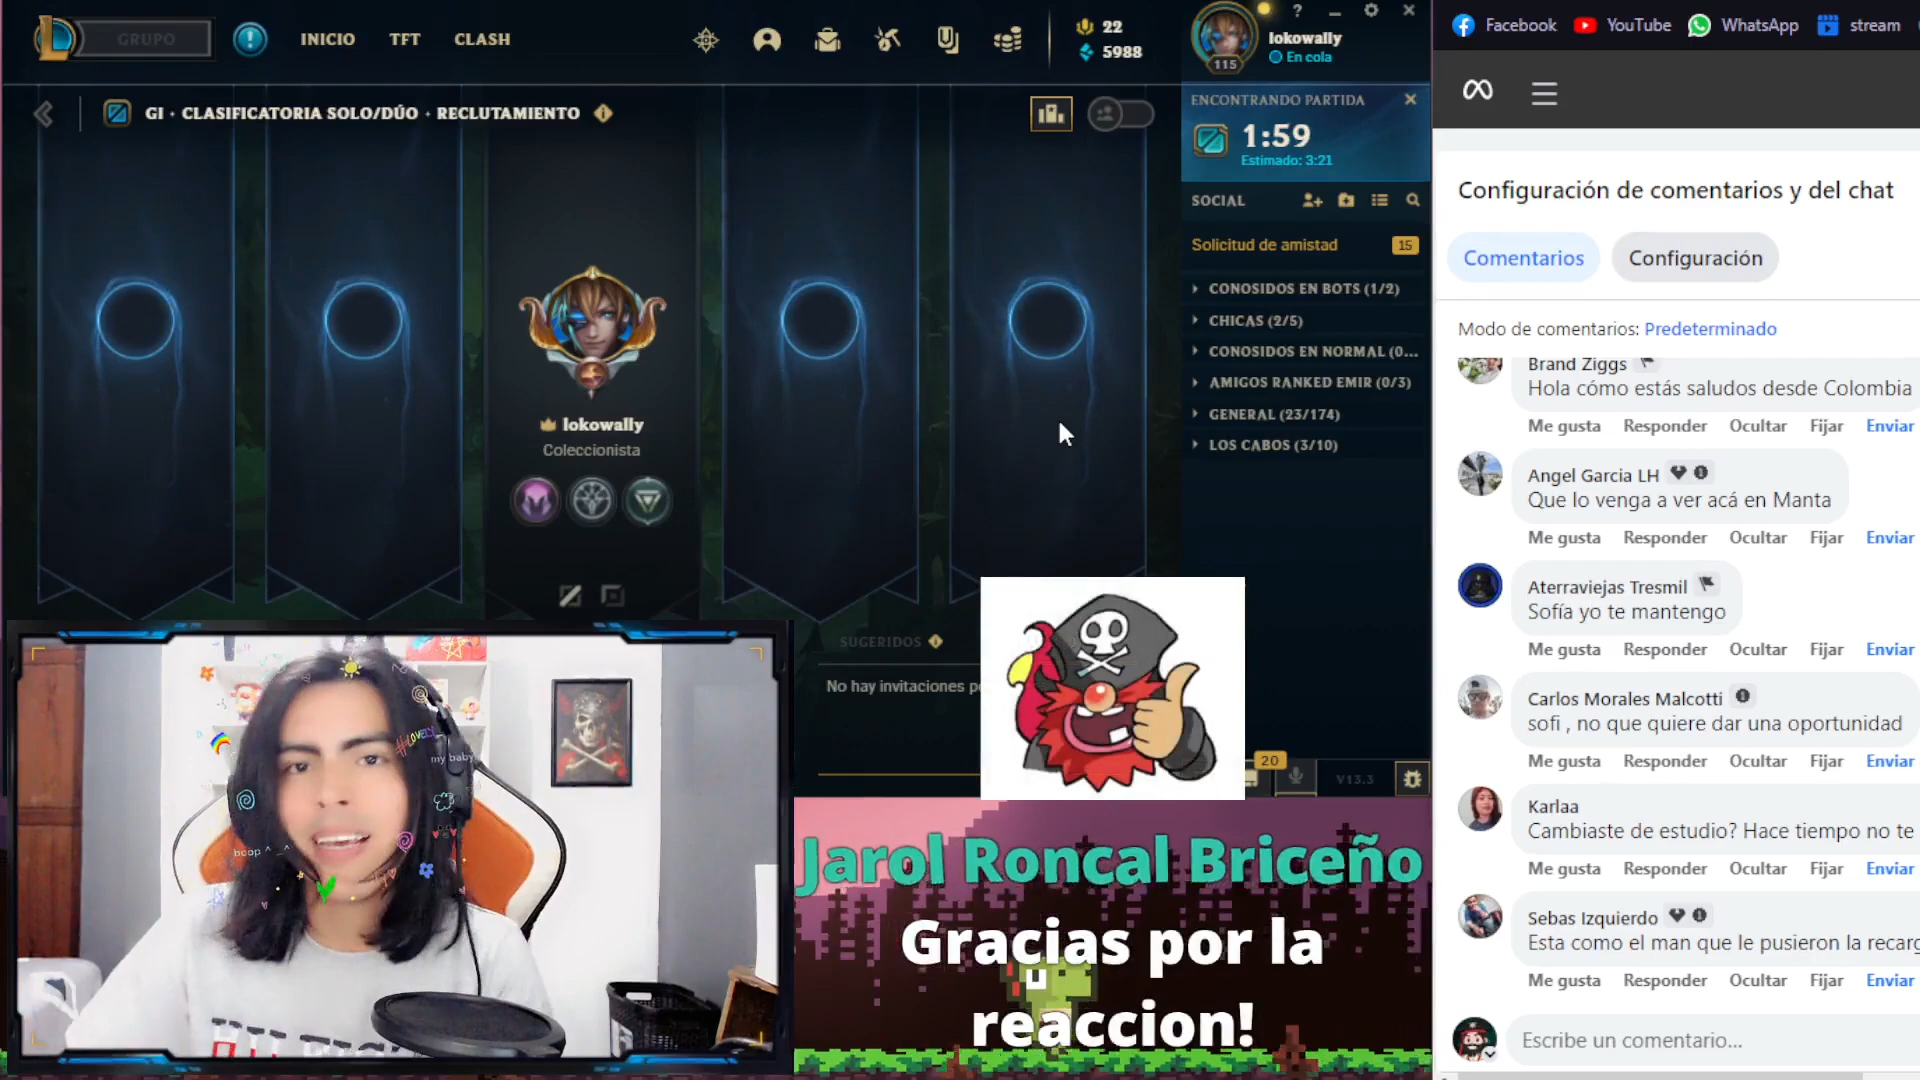 GRUPO
INICIO
TFT
CLASH
22
5988
115
lokowally
En cola
GI · CLASIFICATORIA SOLO/DÚO · RECLUTAMIENTO
ENCONTRANDO PARTIDA
1:59
Estimado: 3:21
SOCIAL
Solicitud de amistad
15
CONOSIDOS EN BOTS (1/2)
CHICAS (2/5)
CONOSIDOS EN NORMAL (0...
AMIGOS RANKED EMIR (0/3)
GENERAL (23/174)
LOS CABOS (3/10)
lokowally
Coleccionista
SUGERIDOS
No hay invitaciones
20
V13.3
#LOVELY
my baby
boop ^_^
Jarol Roncal Briceño
Gracias por la
reaccion!
Facebook
YouTube
WhatsApp
stream
Configuración de comentarios y del chat
Comentarios
Configuración
Modo de comentarios: Predeterminado
Brand Ziggs
Hola cómo estás saludos desde Colombia
Me gusta Responder Ocultar Fijar Enviar
Angel Garcia LH
Que lo venga a ver acá en Manta
Me gusta Responder Ocultar Fijar Enviar
Aterraviejas Tresmil
Sofía yo te mantengo
Me gusta Responder Ocultar Fijar Enviar
Carlos Morales Malcotti
sofi , no que quiere dar una oportunidad
Me gusta Responder Ocultar Fijar Enviar
Karlaa
Cambiaste de estudio? Hace tiempo no te
Me gusta Responder Ocultar Fijar Enviar
Sebas Izquierdo
Esta como el man que le pusieron la
Me gusta Responder Ocultar Fijar Enviar
Escribe un comentario...